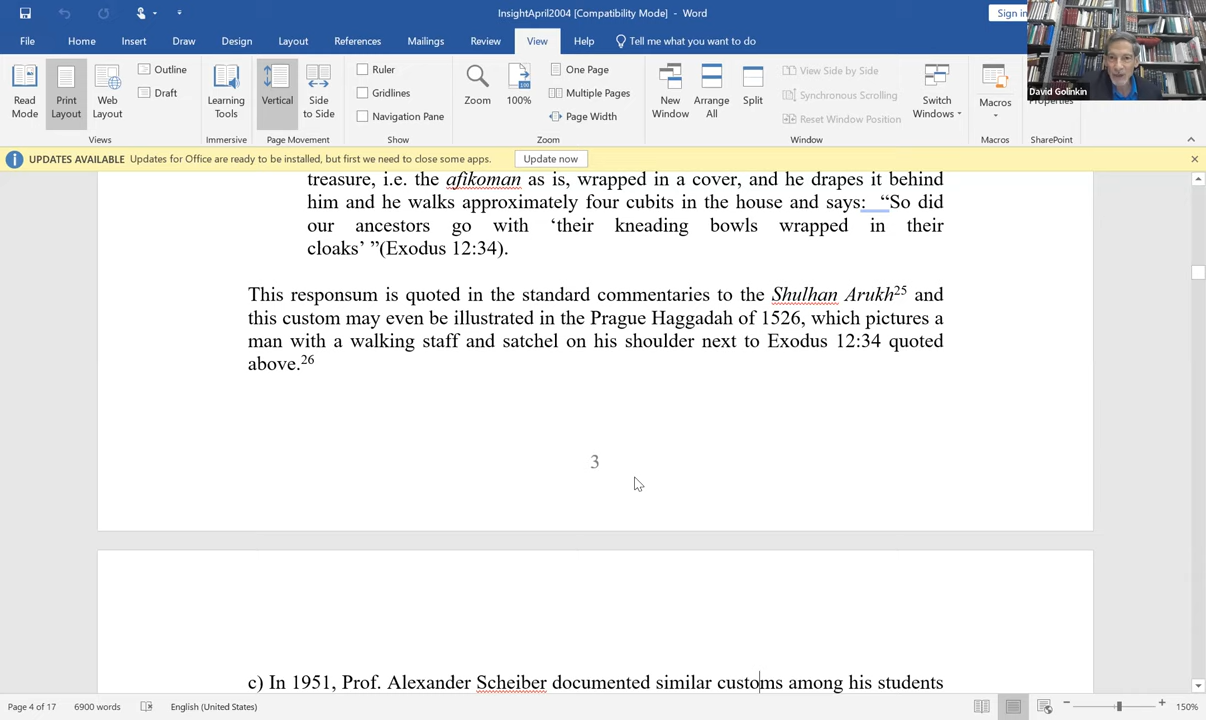 InsightApril2004 [Compatibility Mode] - Word
Sign in
File Home Insert Draw Design Layout References Mailings Review View Help Tell me what you want to do
David Golinkin
Read Mode
Print Layout
Web Layout
Outline
Draft
Views
Learning Tools
Immersive
Vertical
Side to Side
Page Movement
Ruler
Gridlines
Navigation Pane
Show
Zoom
100%
One Page
Multiple Pages
Page Width
Zoom
New Window
Arrange All
Split
View Side by Side
Synchronous Scrolling
Reset Window Position
Window
Switch Windows
Macros
Macros
Properties
SharePoint
UPDATES AVAILABLE Updates for Office are ready to be installed, but first we need to close some apps. Update now
treasure, i.e. the afikoman as is, wrapped in a cover, and he drapes it behind
him and he walks approximately four cubits in the house and says: “So did
our ancestors go with ‘their kneading bowls wrapped in their
cloaks’ ”(Exodus 12:34).
This responsum is quoted in the standard commentaries to the Shulhan Arukh25 and
this custom may even be illustrated in the Prague Haggadah of 1526, which pictures a
man with a walking staff and satchel on his shoulder next to Exodus 12:34 quoted
above.26
3
c) In 1951, Prof. Alexander Scheiber documented similar customs among his students
Page 4 of 17 6900 words English (United States) 150%